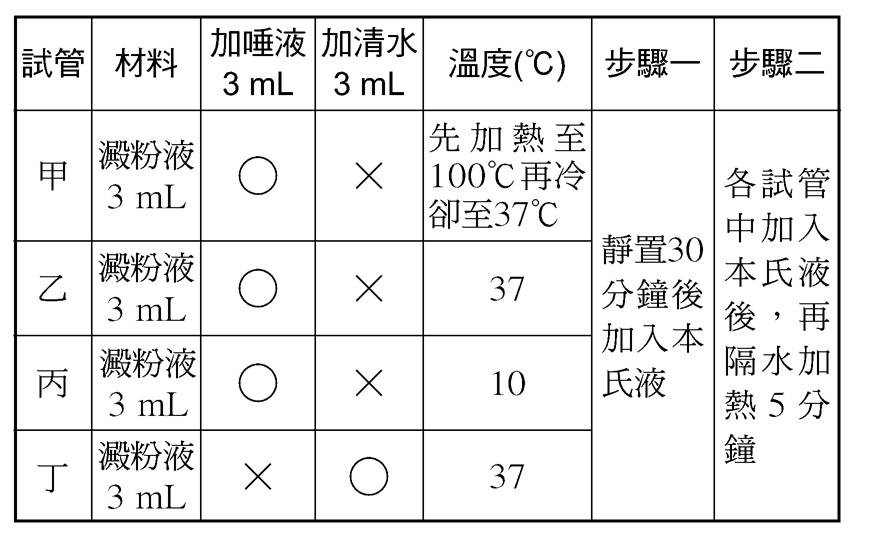 試管 材料 加唾液 3 mL 加清水 3 mL 溫度(℃) 步驟一 步驟二
甲 澱粉液 3 mL ○ × 先加熱至100℃再冷卻至37℃
乙 澱粉液 3 mL ○ × 37
丙 澱粉液 3 mL ○ × 10
丁 澱粉液 3 mL × ○ 37
靜置30
分鐘後
加入本
氏液
各試管
中加入
本氏液
後，再
隔水加
熱5分
鐘